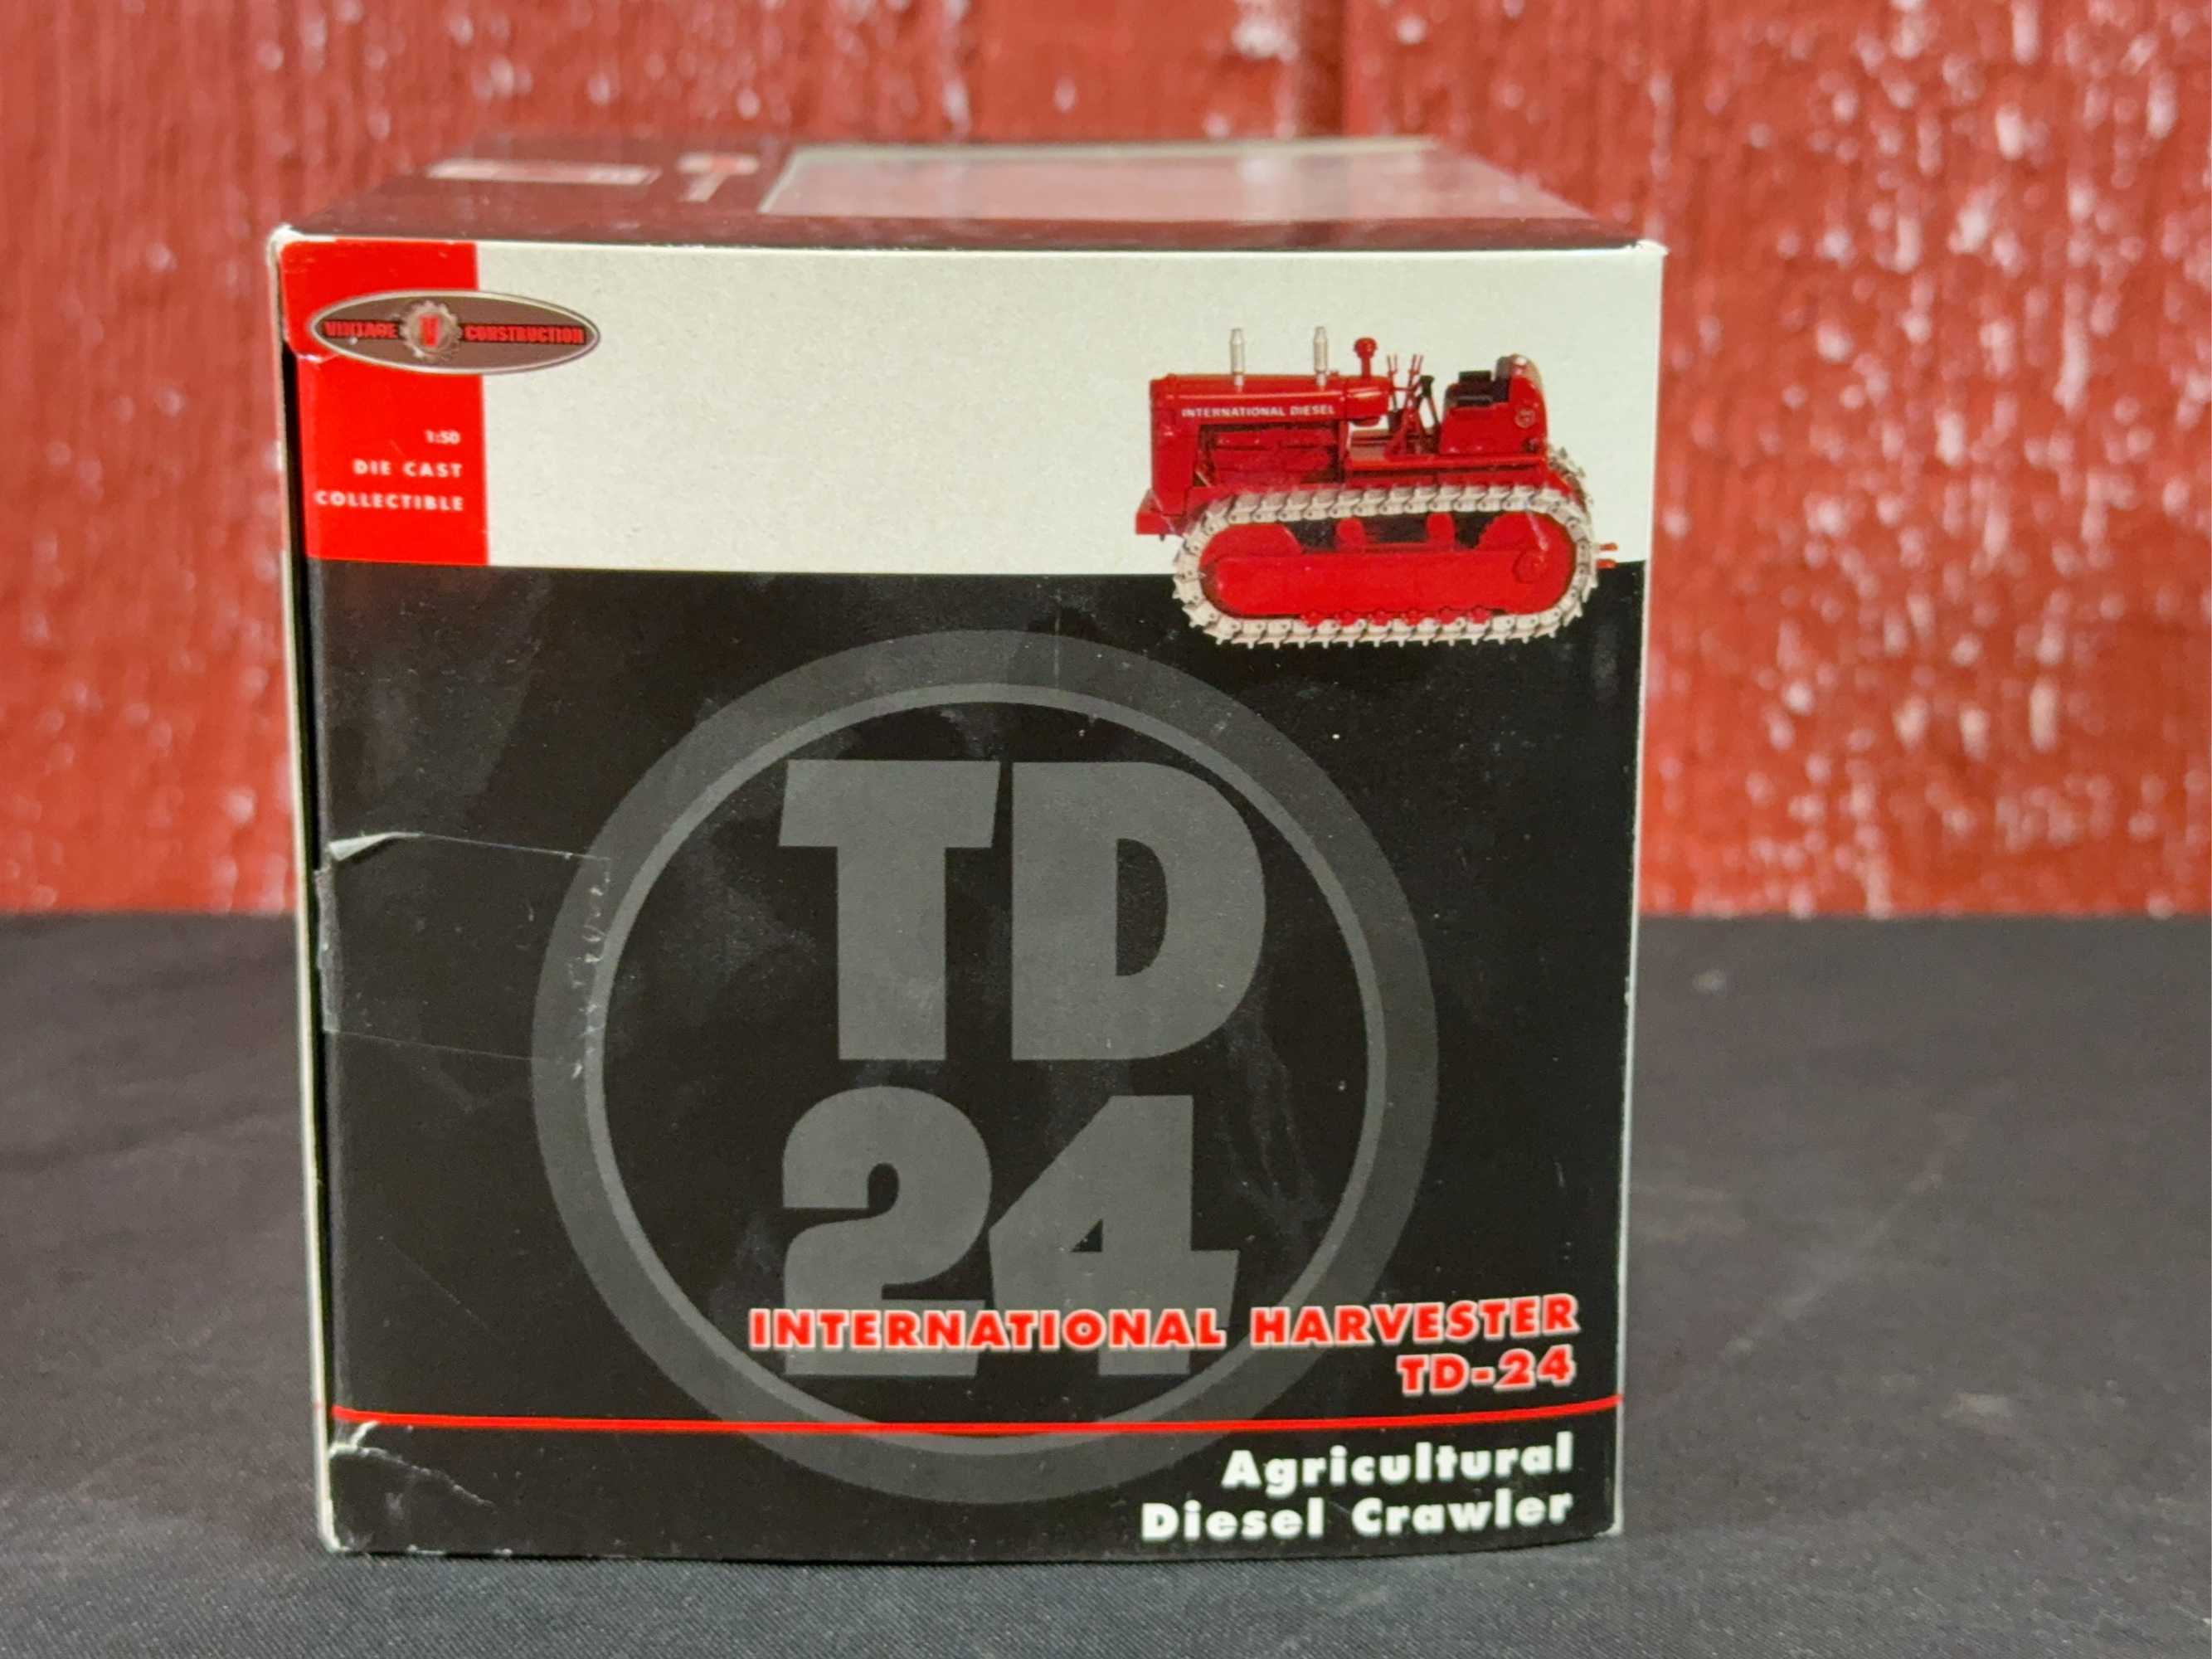 VINTAGE V CONSTRUCTION
1:50
DIE CAST
COLLECTIBLE
INTERNATIONAL DIESEL
TD
24
INTERNATIONAL HARVESTER
TD-24
Agricultural
Diesel Crawler